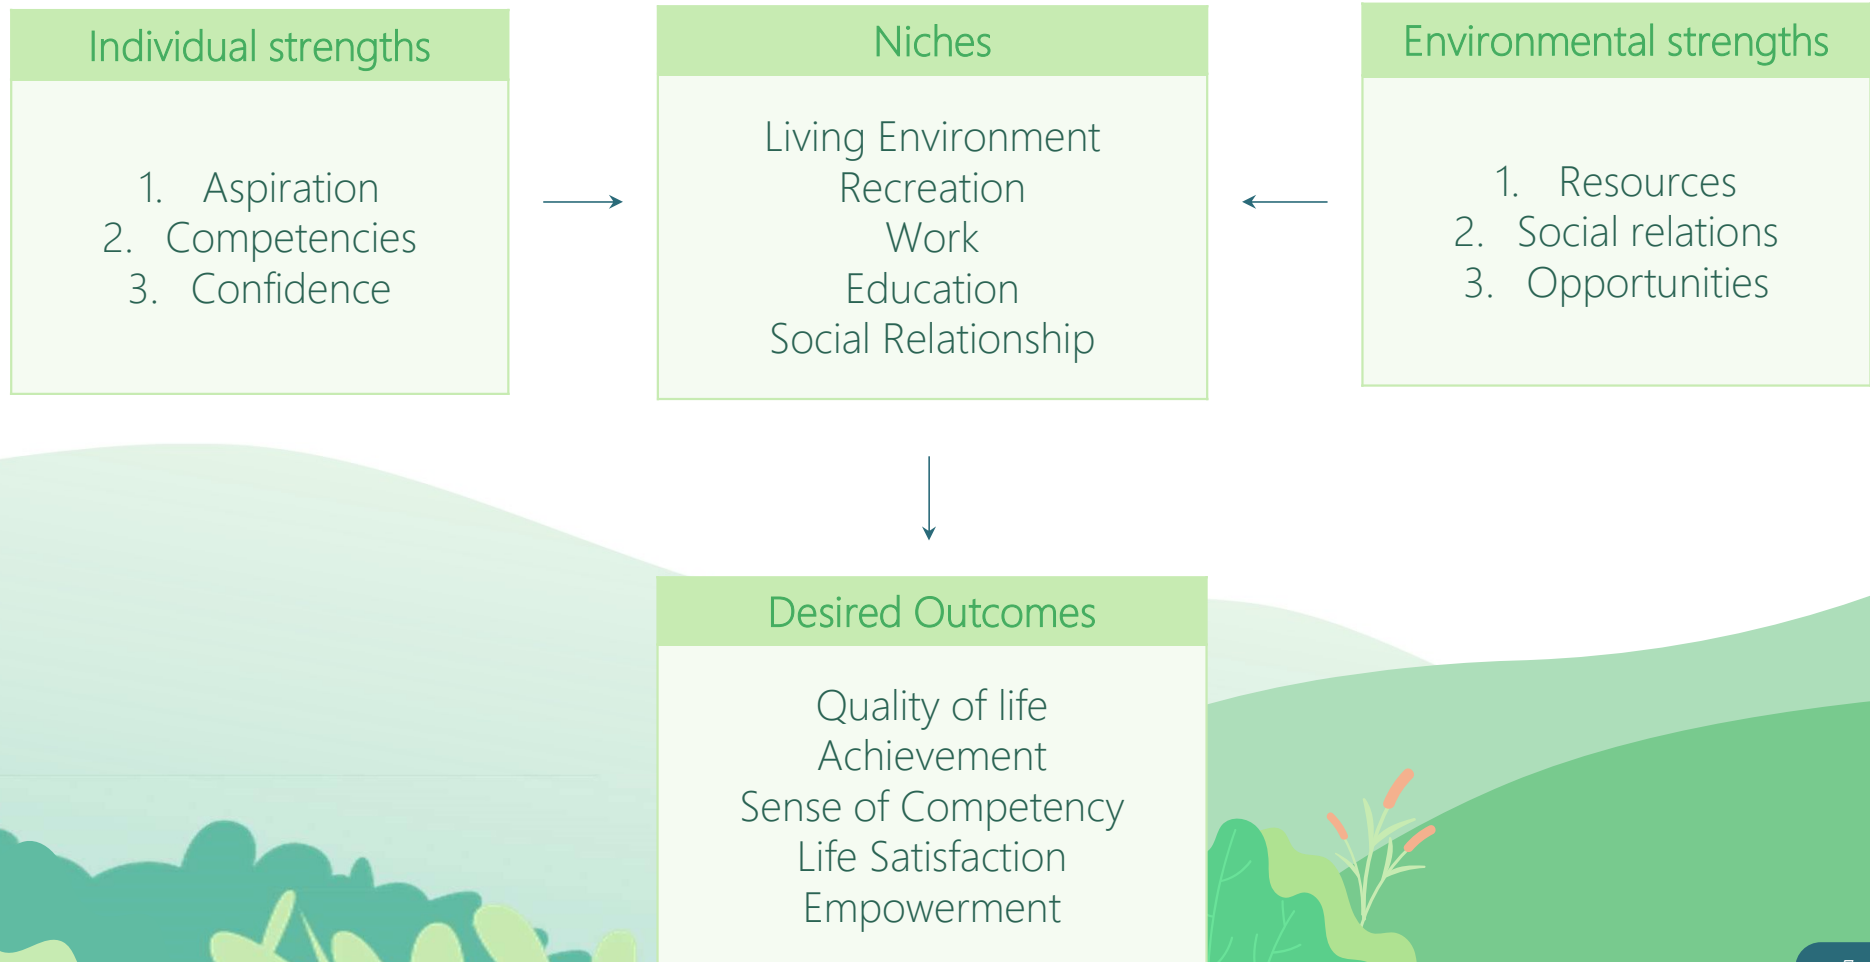 Individual strengths
1. Aspiration
2. Competencies
3. Confidence
Niches
Living Environment
Recreation
Work
Education
Social Relationship
Environmental strengths
1. Resources
2. Social relations
3. Opportunities
Desired Outcomes
Quality of life
Achievement
Sense of Competency
Life Satisfaction
Empowerment